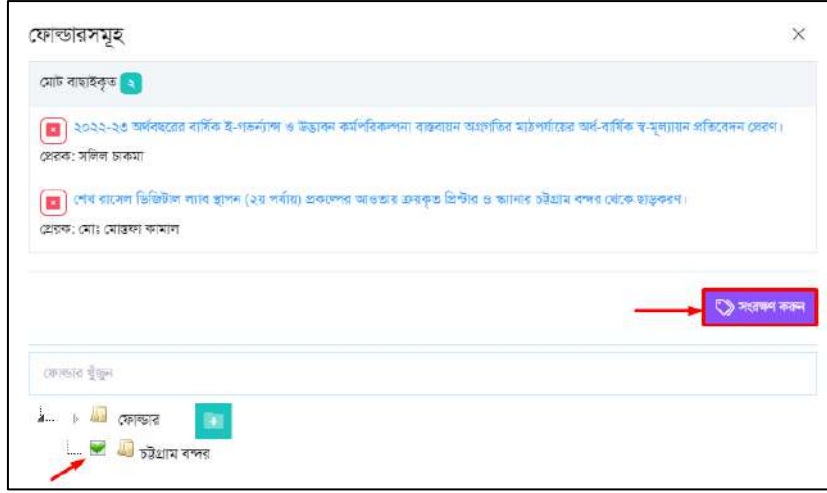 ফোল্ডারসমূহ
মোট বাছাইকৃত ২
২০২২-২৩ অর্থবছরের বার্ষিক ই-গভর্ন্যান্স ও উদ্ভাবন কর্মপরিকল্পনা বাস্তবায়ন অগ্রগতির মাঠপর্যায়ের অর্ধ-বার্ষিক স্ব-মূল্যায়ন প্রতিবেদন প্রেরণ।
প্রেরক: সলিল চাকমা
শেখ রাসেল ডিজিটাল ল্যাব স্থাপন (২য় পর্যায়) প্রকল্পের আওতায় ক্রয়কৃত প্রিন্টার ও স্ক্যানার চট্টগ্রাম বন্দর থেকে ছাড়করণ।
প্রেরক: মোঃ মোস্তফা কামাল
সংরক্ষণ করুন
ফোল্ডার খুঁজুন
ফোল্ডার
চট্টগ্রাম বন্দর